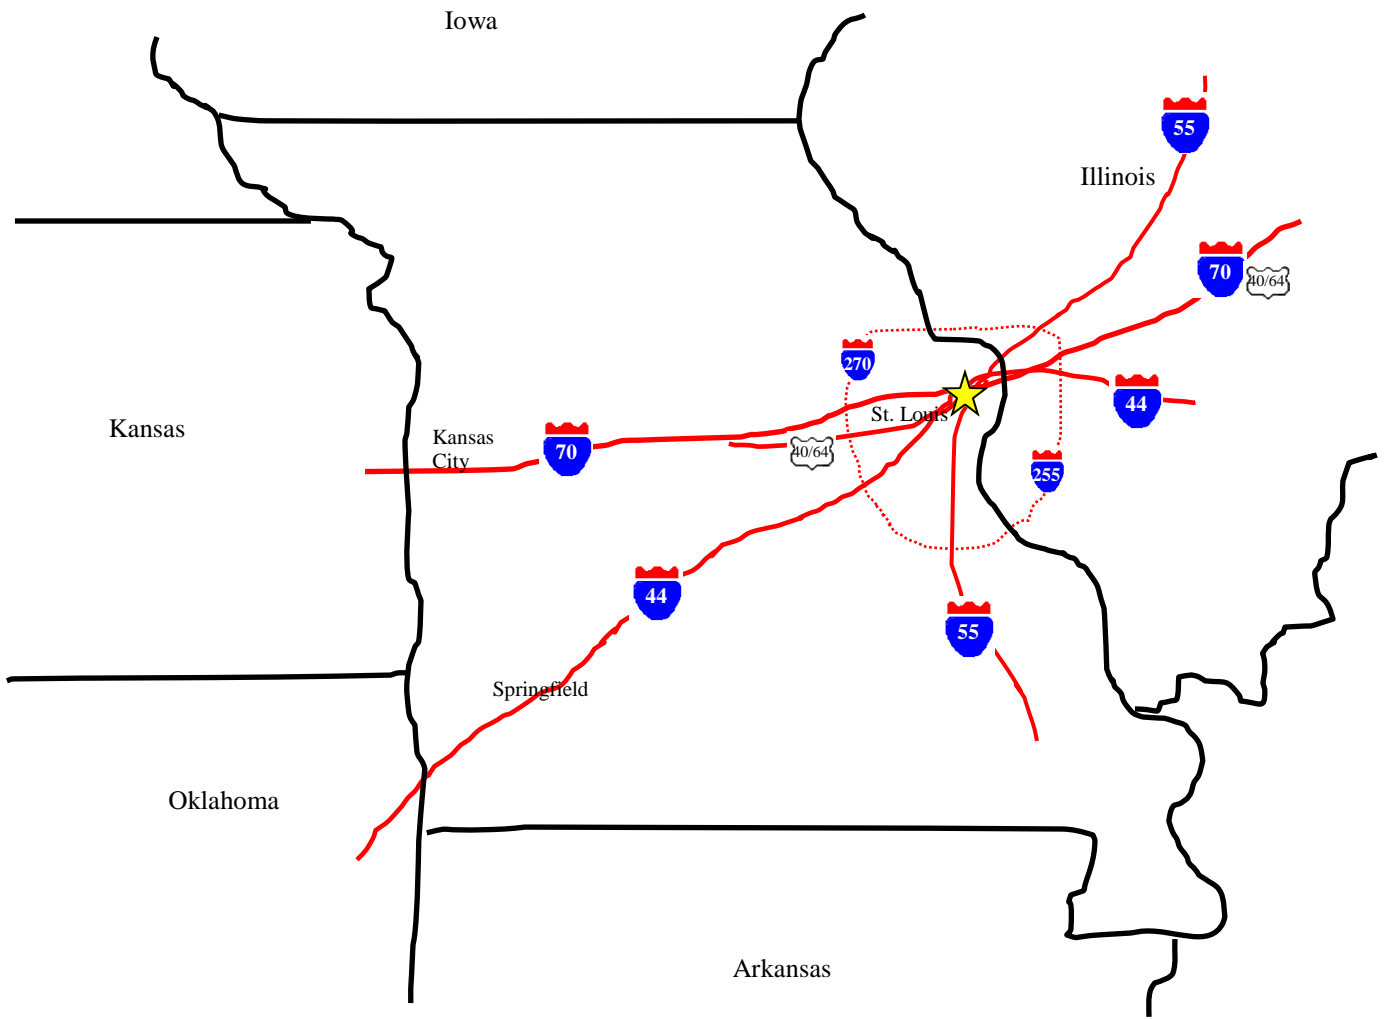 Iowa
55
Illinois
70
40/64
270
44
St. Louis
Kansas
Kansas
City
70
40/64
255
44
55
Springfield
Oklahoma
Arkansas